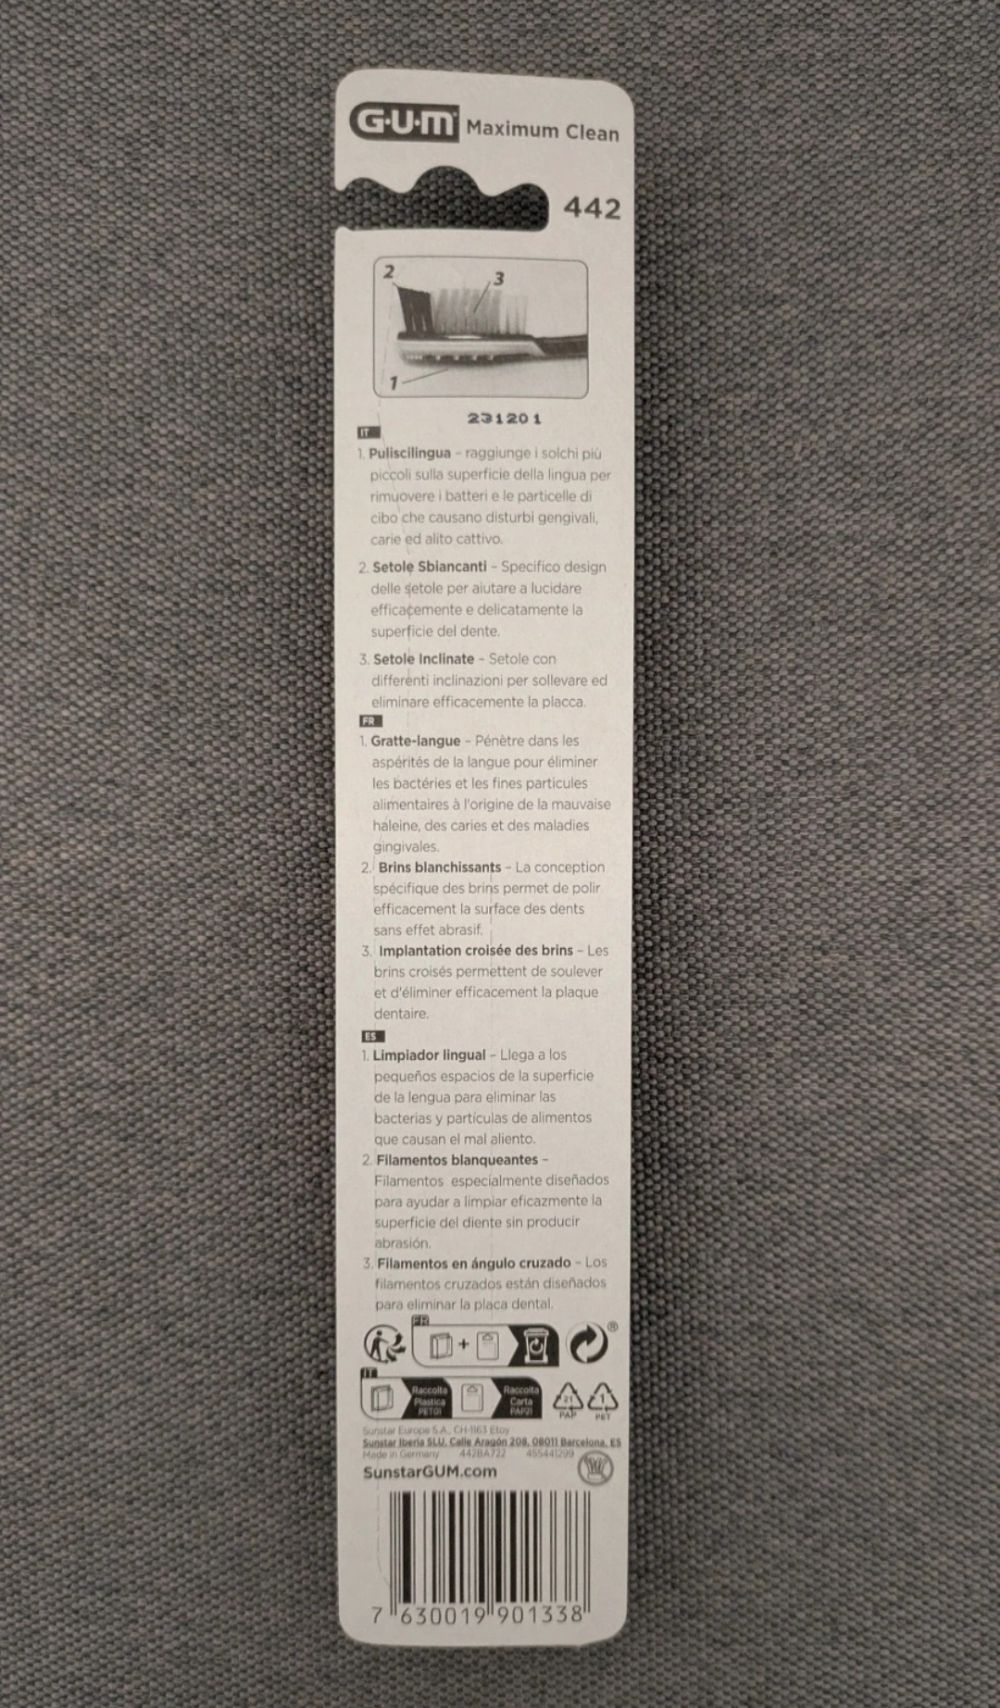 G·U·M Maximum Clean
442
2 3
1
231201
IT
1. Puliscilingua – raggiunge i solchi più
piccoli sulla superficie della lingua per
rimuovere i batteri e le particelle di
cibo che causano disturbi gengivali,
carie ed alito cattivo.
2. Setole Sbiancanti – Specifico design
delle setole per aiutare a lucidare
efficacemente e delicatamente la
superficie del dente.
3. Setole Inclinate – Setole con
differenti inclinazioni per sollevare ed
eliminare efficacemente la placca.
FR
1. Gratte-langue – Pénètre dans les
aspérités de la langue pour éliminer
les bactéries et les fines particules
alimentaires à l'origine de la mauvaise
haleine, des caries et des maladies
gingivales.
2. Brins blanchissants – La conception
spécifique des brins permet de polir
efficacement la surface des dents
sans effet abrasif.
3. Implantation croisée des brins – Les
brins croisés permettent de soulever
et d'éliminer efficacement la plaque
dentaire.
ES
1. Limpiador lingual – Llega a los
pequeños espacios de la superficie
de la lengua para eliminar las
bacterias y partículas de alimentos
que causan el mal aliento.
2. Filamentos blanqueantes –
Filamentos especialmente diseñados
para ayudar a limpiar eficazmente la
superficie del diente sin producir
abrasión.
3. Filamentos en ángulo cruzado – Los
filamentos cruzados están diseñados
para eliminar la placa dental.
FR
+ ®
IT
Raccolta Plastica PET01 Raccolta Carta PAP21
21 PAP 1 PET
Sunstar Europe S.A., CH-1163 Etoy
Sunstar Iberia SLU. Calle Aragón 208, 08011 Barcelona. ES
Made in Germany 442BA722 455441299
SunstarGUM.com
7 630019 901338